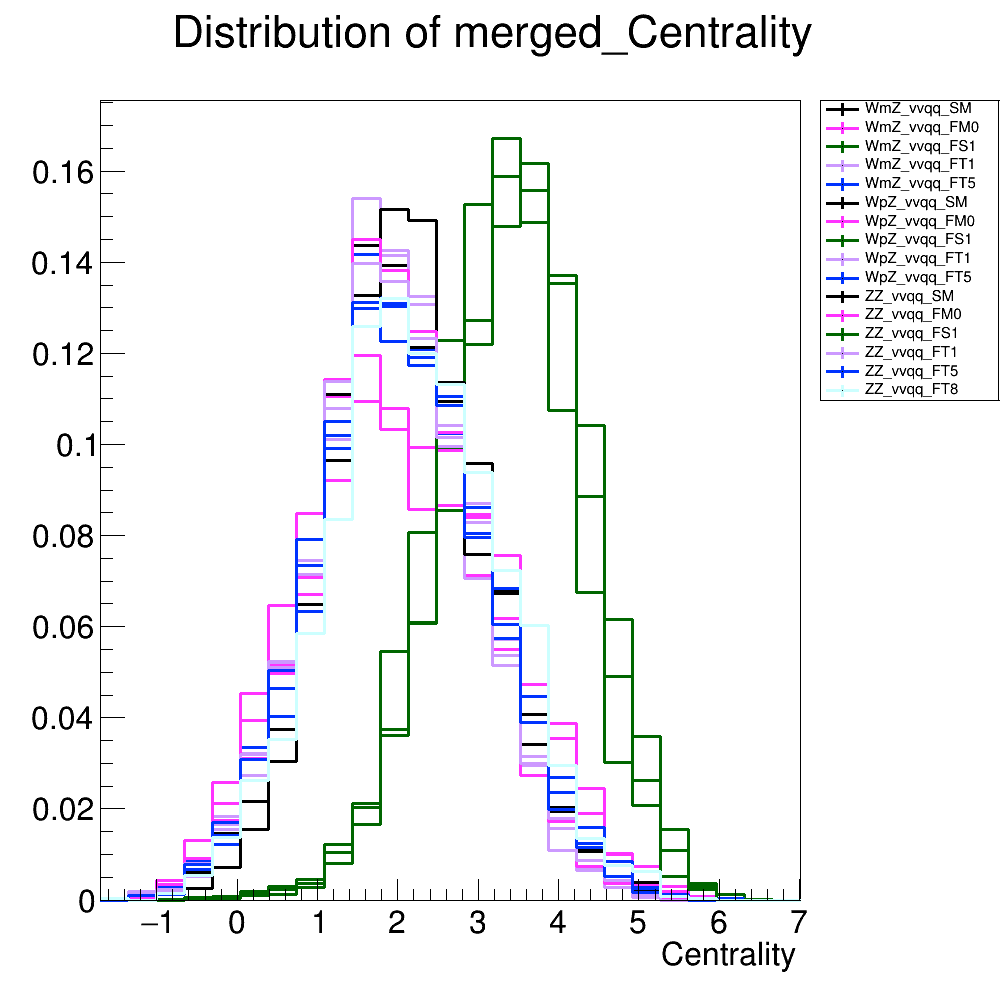 Distribution of merged_Centrality
WmZ_vvqq_SM
WmZ_vvqq_FM0
WmZ_vvqq_FS1
WmZ_vvqq_FT1
WmZ_vvqq_FT5
WpZ_vvqq_SM
WpZ_vvqq_FM0
WpZ_vvqq_FS1
WpZ_vvqq_FT1
WpZ_vvqq_FT5
ZZ_vvqq_SM
ZZ_vvqq_FM0
ZZ_vvqq_FS1
ZZ_vvqq_FT1
ZZ_vvqq_FT5
ZZ_vvqq_FT8
0.16
0.14
0.12
0.1
0.08
0.06
0.04
0.02
0
−1 0 1 2 3 4 5 6 7
Centrality